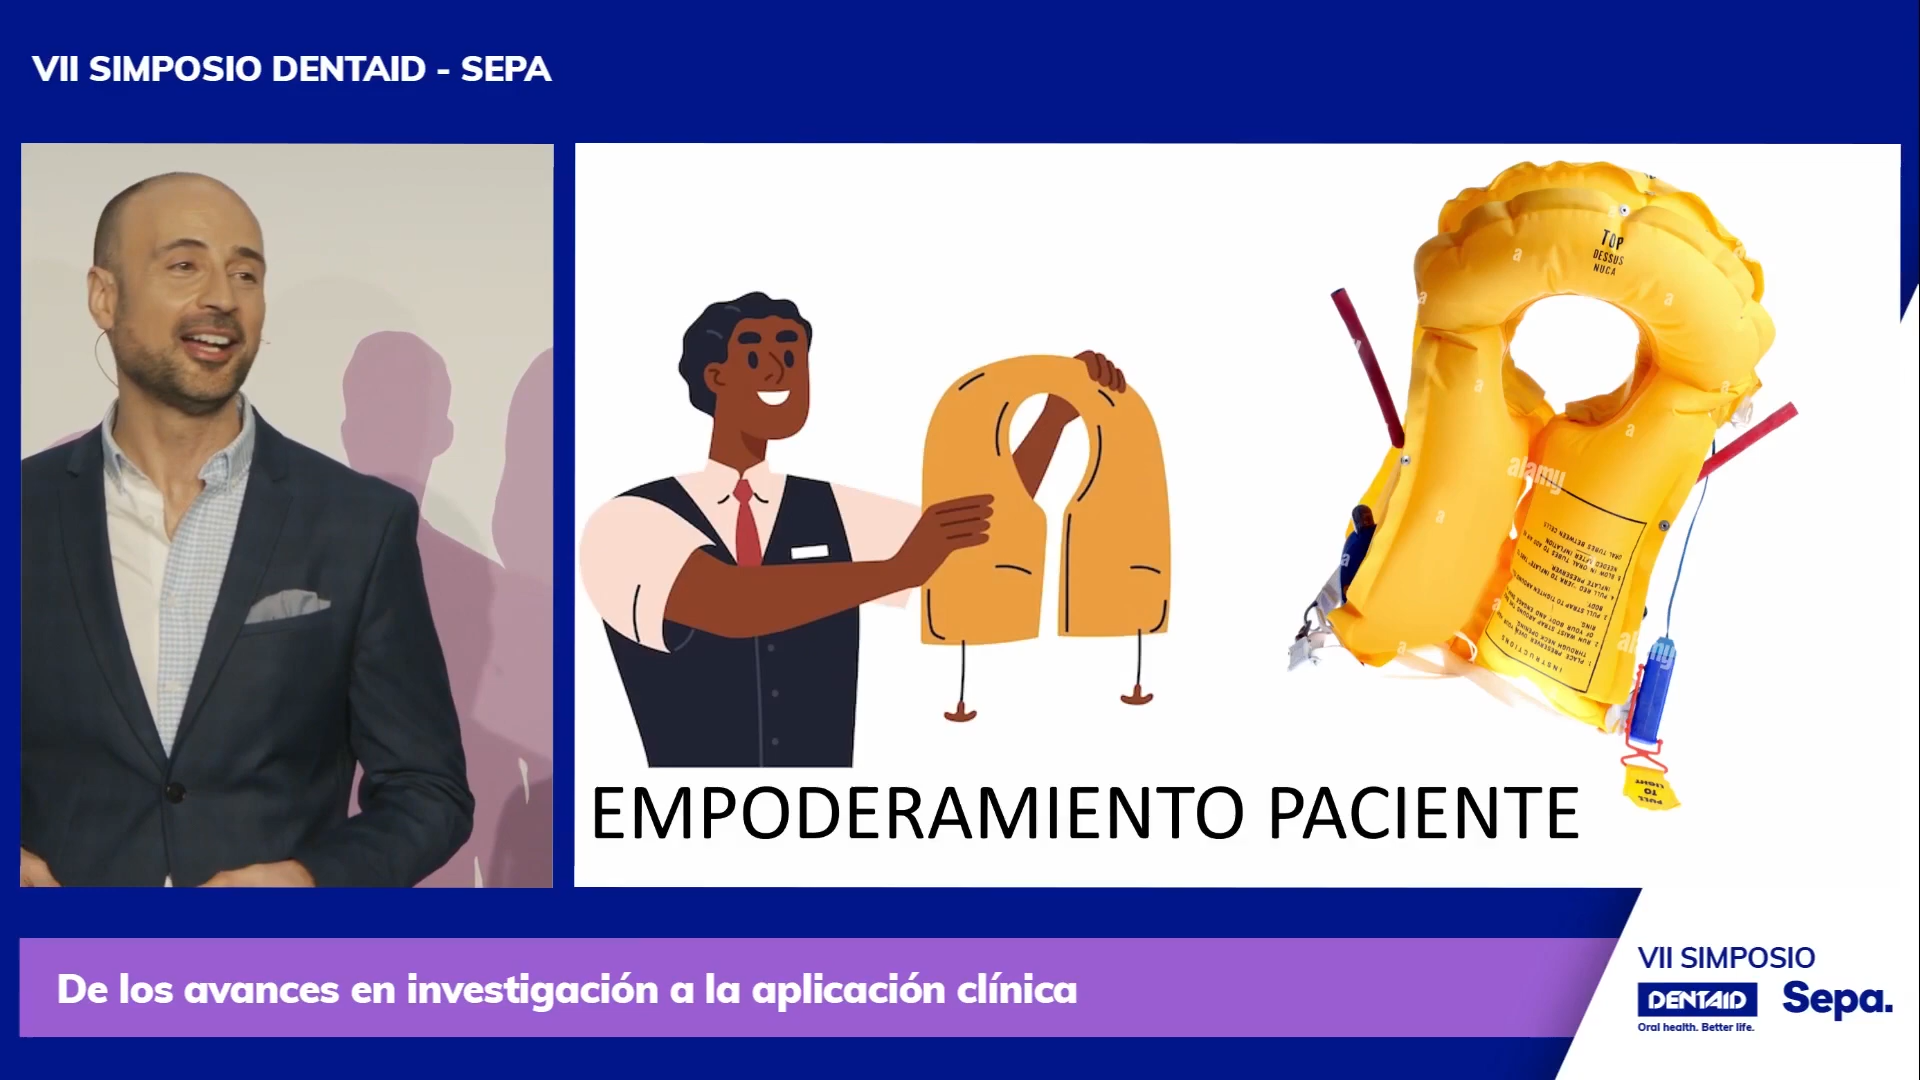 VII SIMPOSIO DENTAID - SEPA
TOP
DESSUS
NUCA
alamy
EMPODERAMIENTO PACIENTE
De los avances en investigación a la aplicación clínica
VII SIMPOSIO
DENTAID Sepa.
Oral health. Better life.